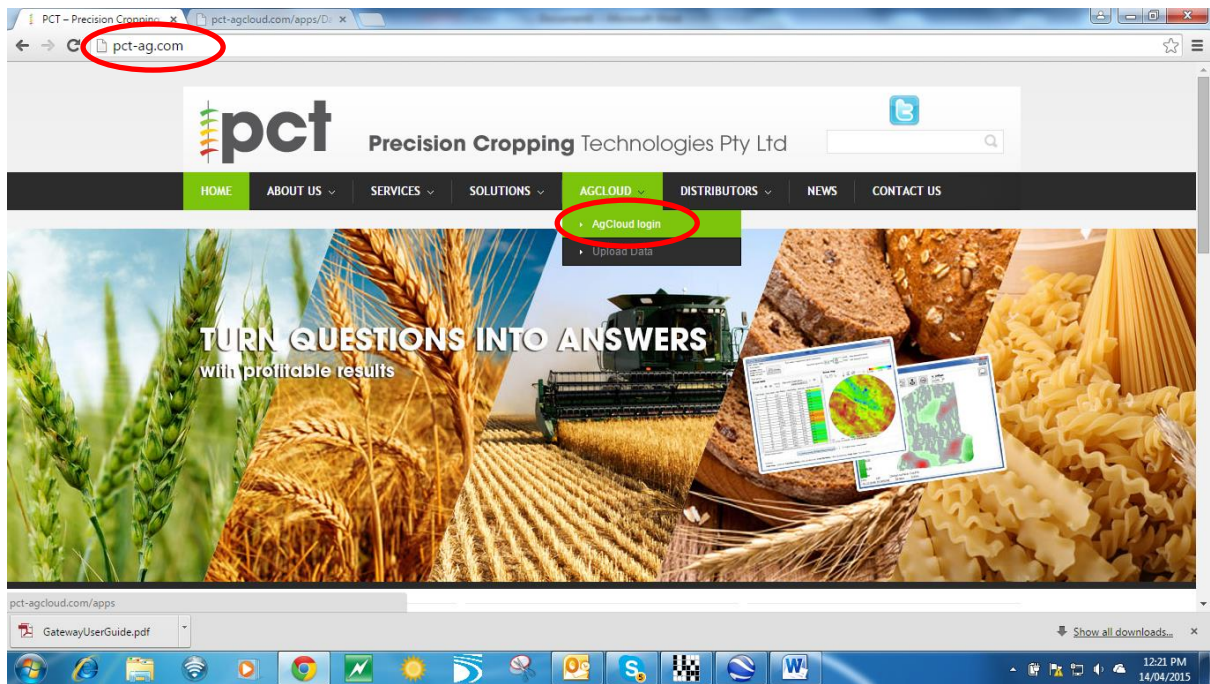 PCT – Precision Cropping
pct-agcloud.com/apps/D
pct-ag.com
pct
Precision Cropping Technologies Pty Ltd
HOME
ABOUT US
SERVICES
SOLUTIONS
AGCLOUD
DISTRIBUTORS
NEWS
CONTACT US
AgCloud login
Upload Data
TURN QUESTIONS INTO ANSWERS
with profitable results
pct-agcloud.com/apps
GatewayUserGuide.pdf
Show all downloads...
12:21 PM
14/04/2015